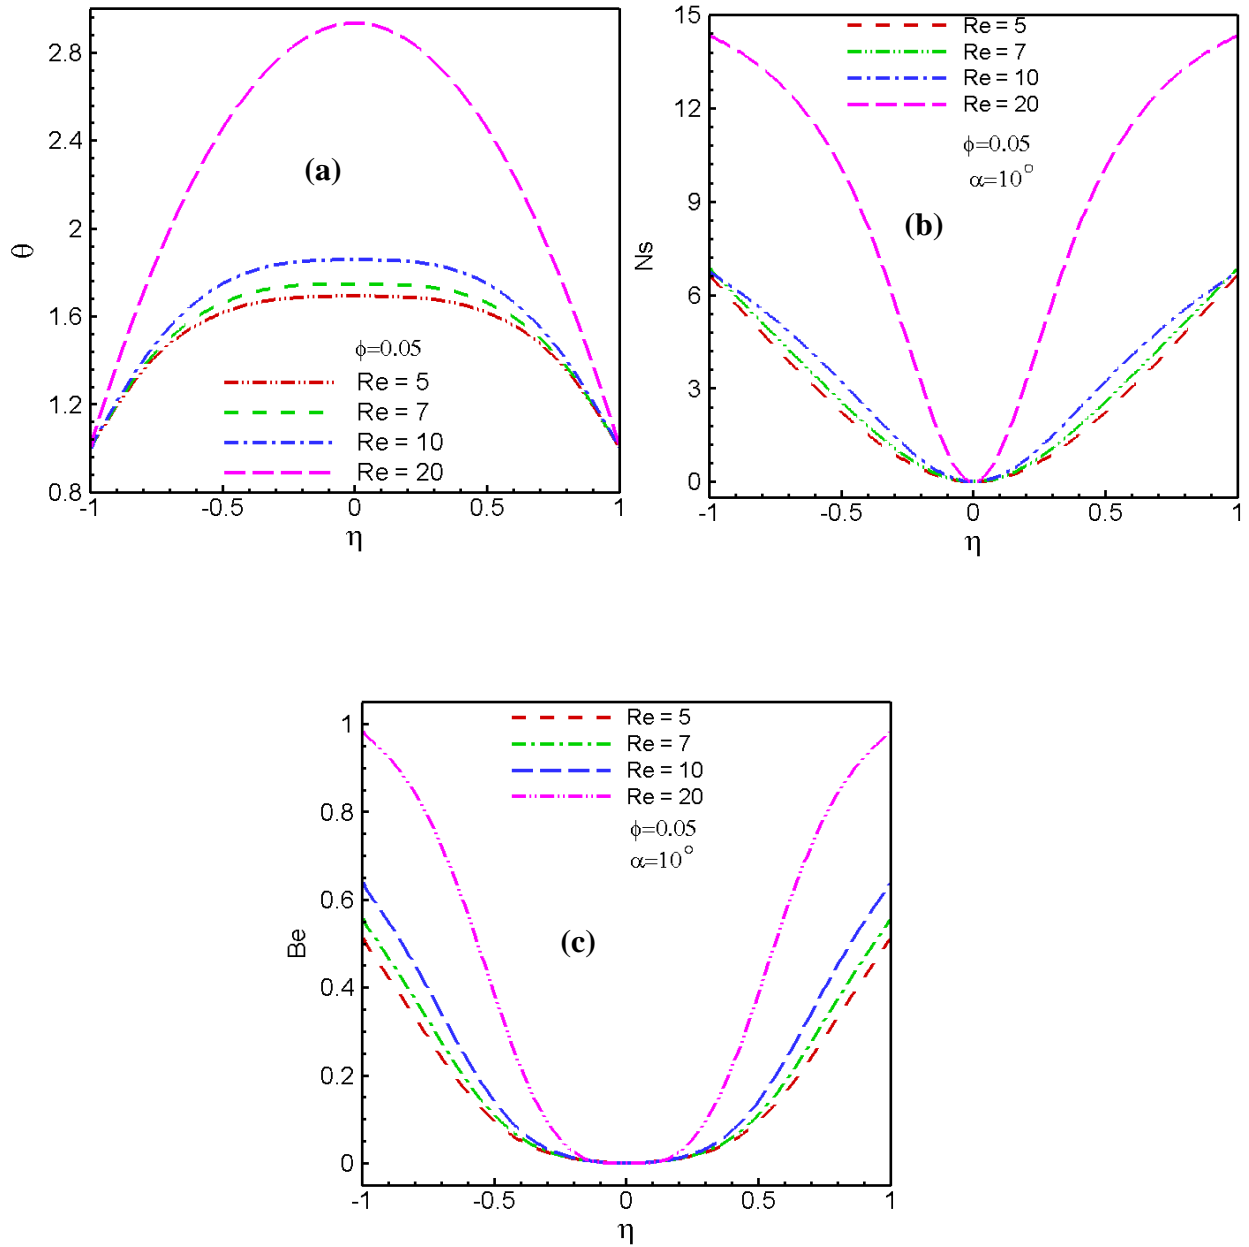 2.8
2.4
2
1.6
1.2
0.8
θ
(a)
ϕ=0.05
Re = 5
Re = 7
Re = 10
Re = 20
-1
-0.5
0
0.5
1
η
15
12
9
6
3
0
Ns
Re = 5
Re = 7
Re = 10
Re = 20
ϕ=0.05
α=10°
(b)
-1
-0.5
0
0.5
1
η
1
0.8
0.6
0.4
0.2
0
Be
Re = 5
Re = 7
Re = 10
Re = 20
ϕ=0.05
α=10°
(c)
-1
-0.5
0
0.5
1
η